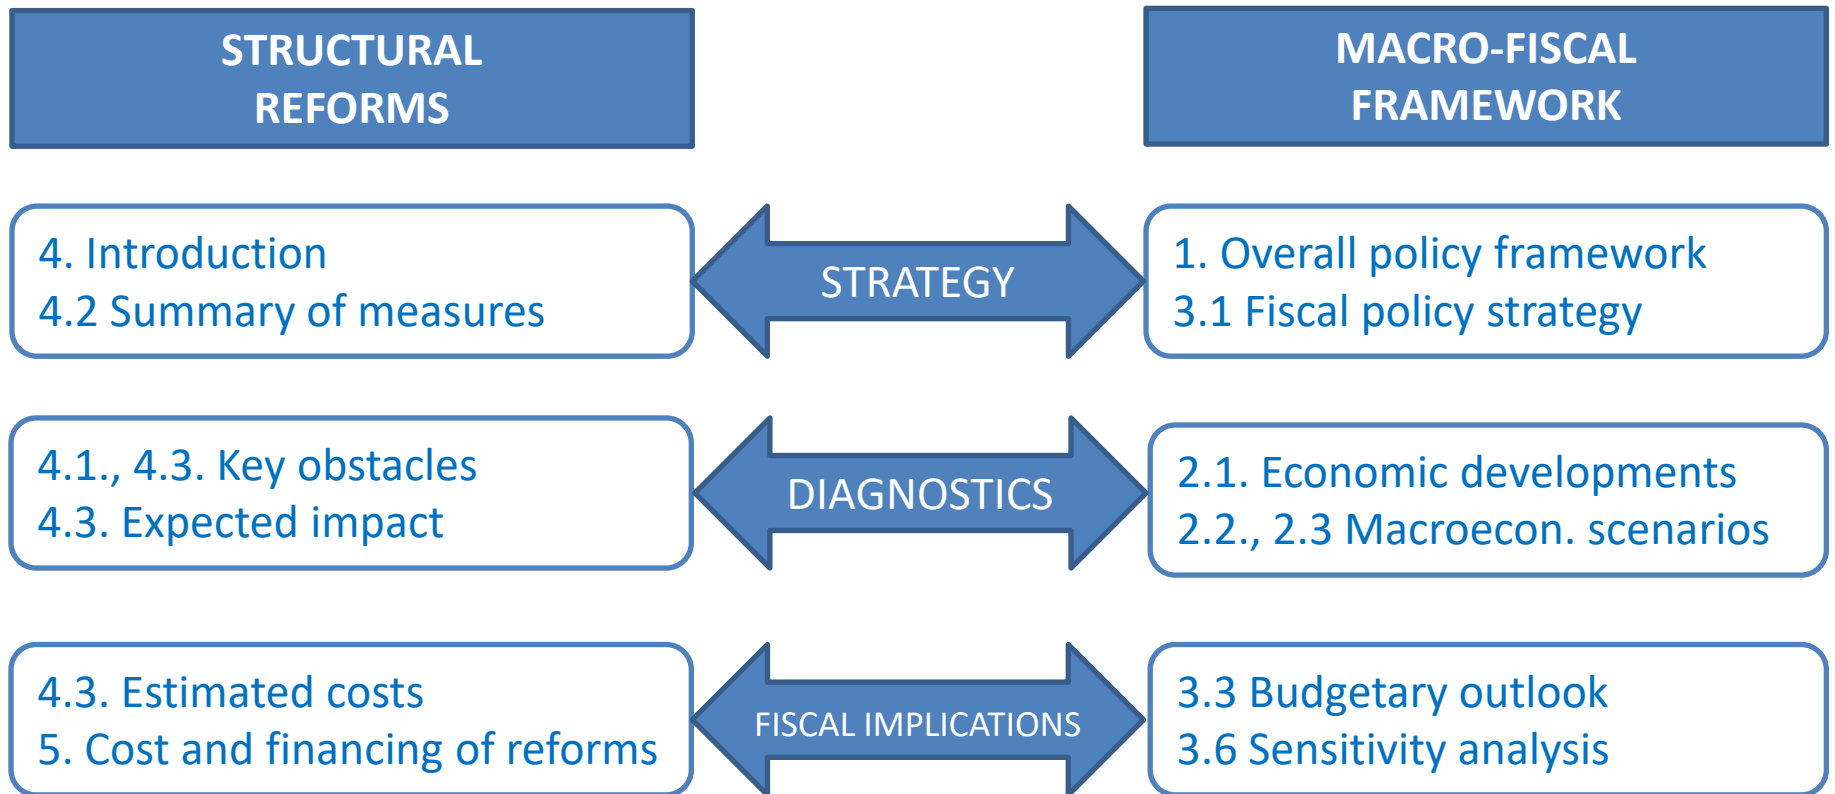 STRUCTURAL
REFORMS
MACRO-FISCAL
FRAMEWORK
4. Introduction
4.2 Summary of measures
STRATEGY
1. Overall policy framework
3.1 Fiscal policy strategy
4.1., 4.3. Key obstacles
4.3. Expected impact
DIAGNOSTICS
2.1. Economic developments
2.2., 2.3 Macroecon. scenarios
4.3. Estimated costs
5. Cost and financing of reforms
FISCAL IMPLICATIONS
3.3 Budgetary outlook
3.6 Sensitivity analysis